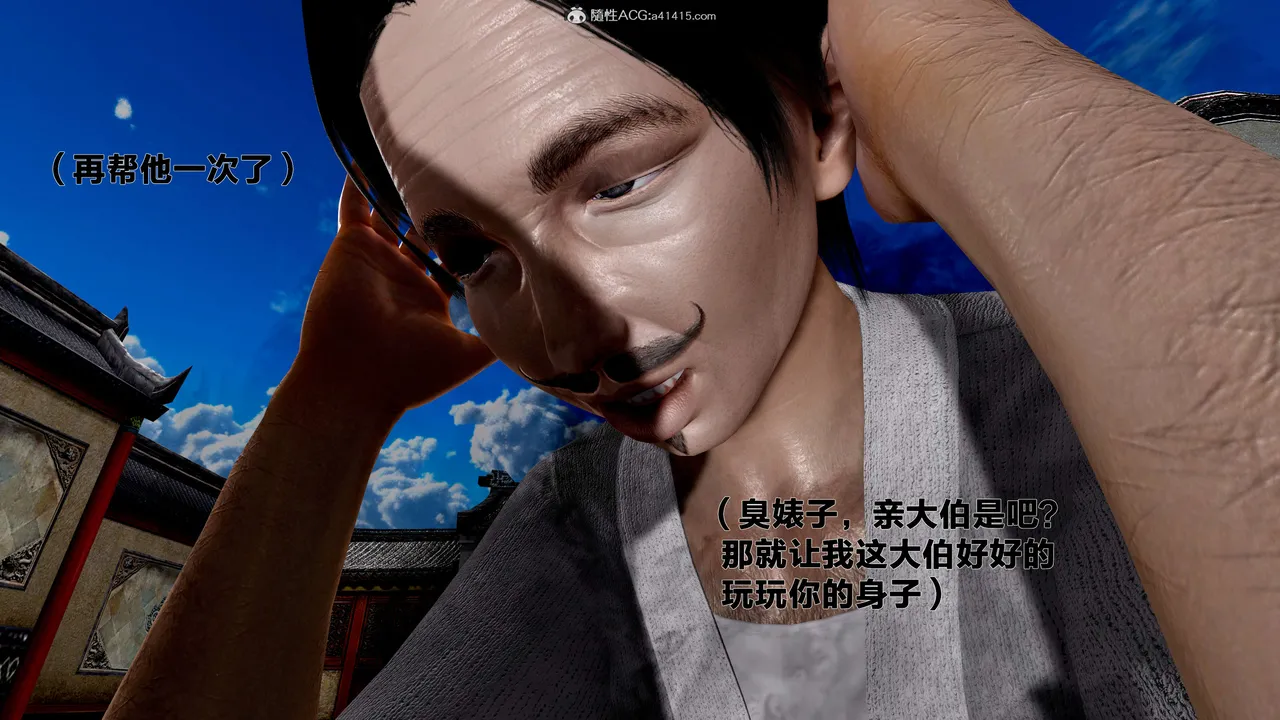 隨性ACG:a41415.com
（再帮他一次了）
（臭婊子，亲大伯是吧?
那就让我这大伯好好的
玩玩你的身子）